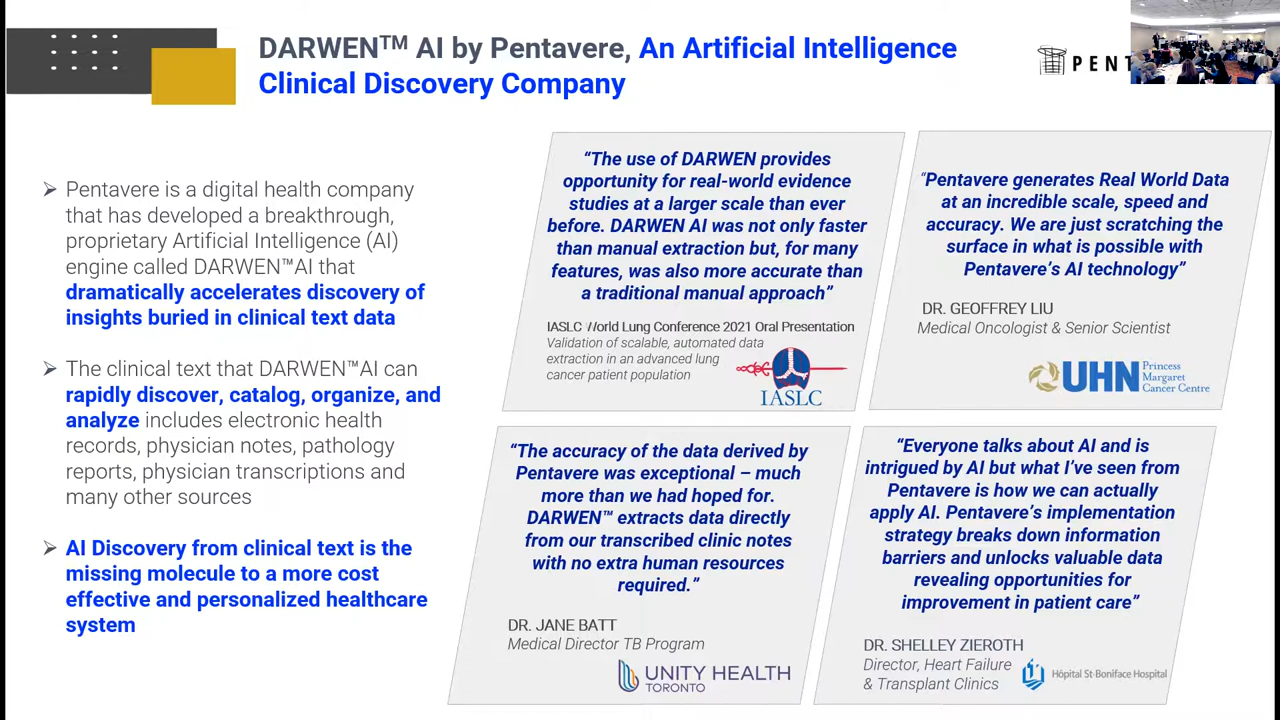 DARWEN™ AI by Pentavere, An Artificial Intelligence
Clinical Discovery Company
PENT
➢ Pentavere is a digital health company
that has developed a breakthrough,
proprietary Artificial Intelligence (AI)
engine called DARWEN™AI that
dramatically accelerates discovery of
insights buried in clinical text data
➢ The clinical text that DARWEN™AI can
rapidly discover, catalog, organize, and
analyze includes electronic health
records, physician notes, pathology
reports, physician transcriptions and
many other sources
➢ AI Discovery from clinical text is the
missing molecule to a more cost
effective and personalized healthcare
system
“The use of DARWEN provides
opportunity for real-world evidence
studies at a larger scale than ever
before. DARWEN AI was not only faster
than manual extraction but, for many
features, was also more accurate than
a traditional manual approach”
IASLC World Lung Conference 2021 Oral Presentation
Validation of scalable, automated data
extraction in an advanced lung
cancer patient population
IASLC
“Pentavere generates Real World Data
at an incredible scale, speed and
accuracy. We are just scratching the
surface in what is possible with
Pentavere’s AI technology”
DR. GEOFFREY LIU
Medical Oncologist & Senior Scientist
UHN
Princess
Margaret
Cancer Centre
“The accuracy of the data derived by
Pentavere was exceptional – much
more than we had hoped for.
DARWEN™ extracts data directly
from our transcribed clinic notes
with no extra human resources
required.”
DR. JANE BATT
Medical Director TB Program
UNITY HEALTH
TORONTO
“Everyone talks about AI and is
intrigued by AI but what I’ve seen from
Pentavere is how we can actually
apply AI. Pentavere’s implementation
strategy breaks down information
barriers and unlocks valuable data
revealing opportunities for
improvement in patient care”
DR. SHELLEY ZIEROTH
Director, Heart Failure
& Transplant Clinics
Hôpital St-Boniface Hospital